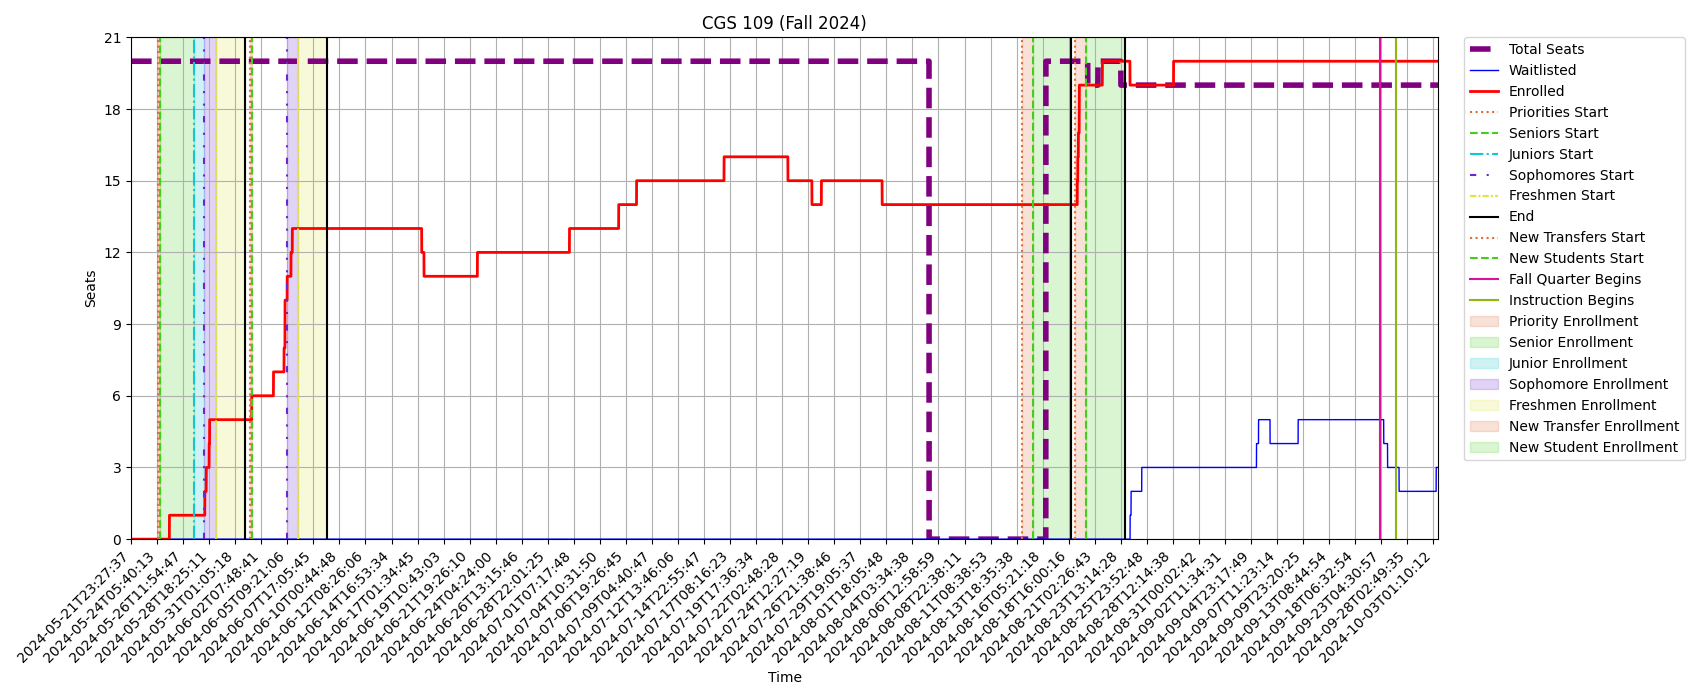 CGS 109 (Fall 2024)
Seats
21
18
15
12
9
6
3
0
2024-05-21T23:27:37
2024-05-24T05:40:13
2024-05-26T11:54:47
2024-05-28T18:25:11
2024-05-31T01:05:18
2024-06-02T07:48:41
2024-06-05T09:21:06
2024-06-07T17:05:45
2024-06-10T00:44:48
2024-06-12T08:26:06
2024-06-14T16:53:34
2024-06-17T01:34:45
2024-06-19T10:43:03
2024-06-21T19:26:10
2024-06-24T04:24:00
2024-06-26T13:15:46
2024-06-28T22:01:25
2024-07-01T07:17:48
2024-07-04T10:31:50
2024-07-06T19:26:45
2024-07-09T04:40:47
2024-07-12T13:46:06
2024-07-14T22:55:47
2024-07-17T08:16:23
2024-07-19T17:36:34
2024-07-22T02:48:28
2024-07-24T12:27:19
2024-07-26T21:38:46
2024-07-29T19:05:37
2024-08-01T18:05:48
2024-08-04T03:34:38
2024-08-06T12:58:59
2024-08-08T22:38:11
2024-08-11T08:38:53
2024-08-13T18:35:38
2024-08-16T05:21:18
2024-08-18T16:00:16
2024-08-21T02:26:43
2024-08-23T13:14:28
2024-08-25T23:52:48
2024-08-28T12:14:38
2024-08-31T00:02:42
2024-09-02T11:34:31
2024-09-04T23:17:49
2024-09-07T11:23:14
2024-09-09T23:20:25
2024-09-13T08:44:54
2024-09-18T06:32:54
2024-09-23T04:30:57
2024-09-28T02:49:35
2024-10-03T01:10:12
Time
Total Seats
Waitlisted
Enrolled
Priorities Start
Seniors Start
Juniors Start
Sophomores Start
Freshmen Start
End
New Transfers Start
New Students Start
Fall Quarter Begins
Instruction Begins
Priority Enrollment
Senior Enrollment
Junior Enrollment
Sophomore Enrollment
Freshmen Enrollment
New Transfer Enrollment
New Student Enrollment